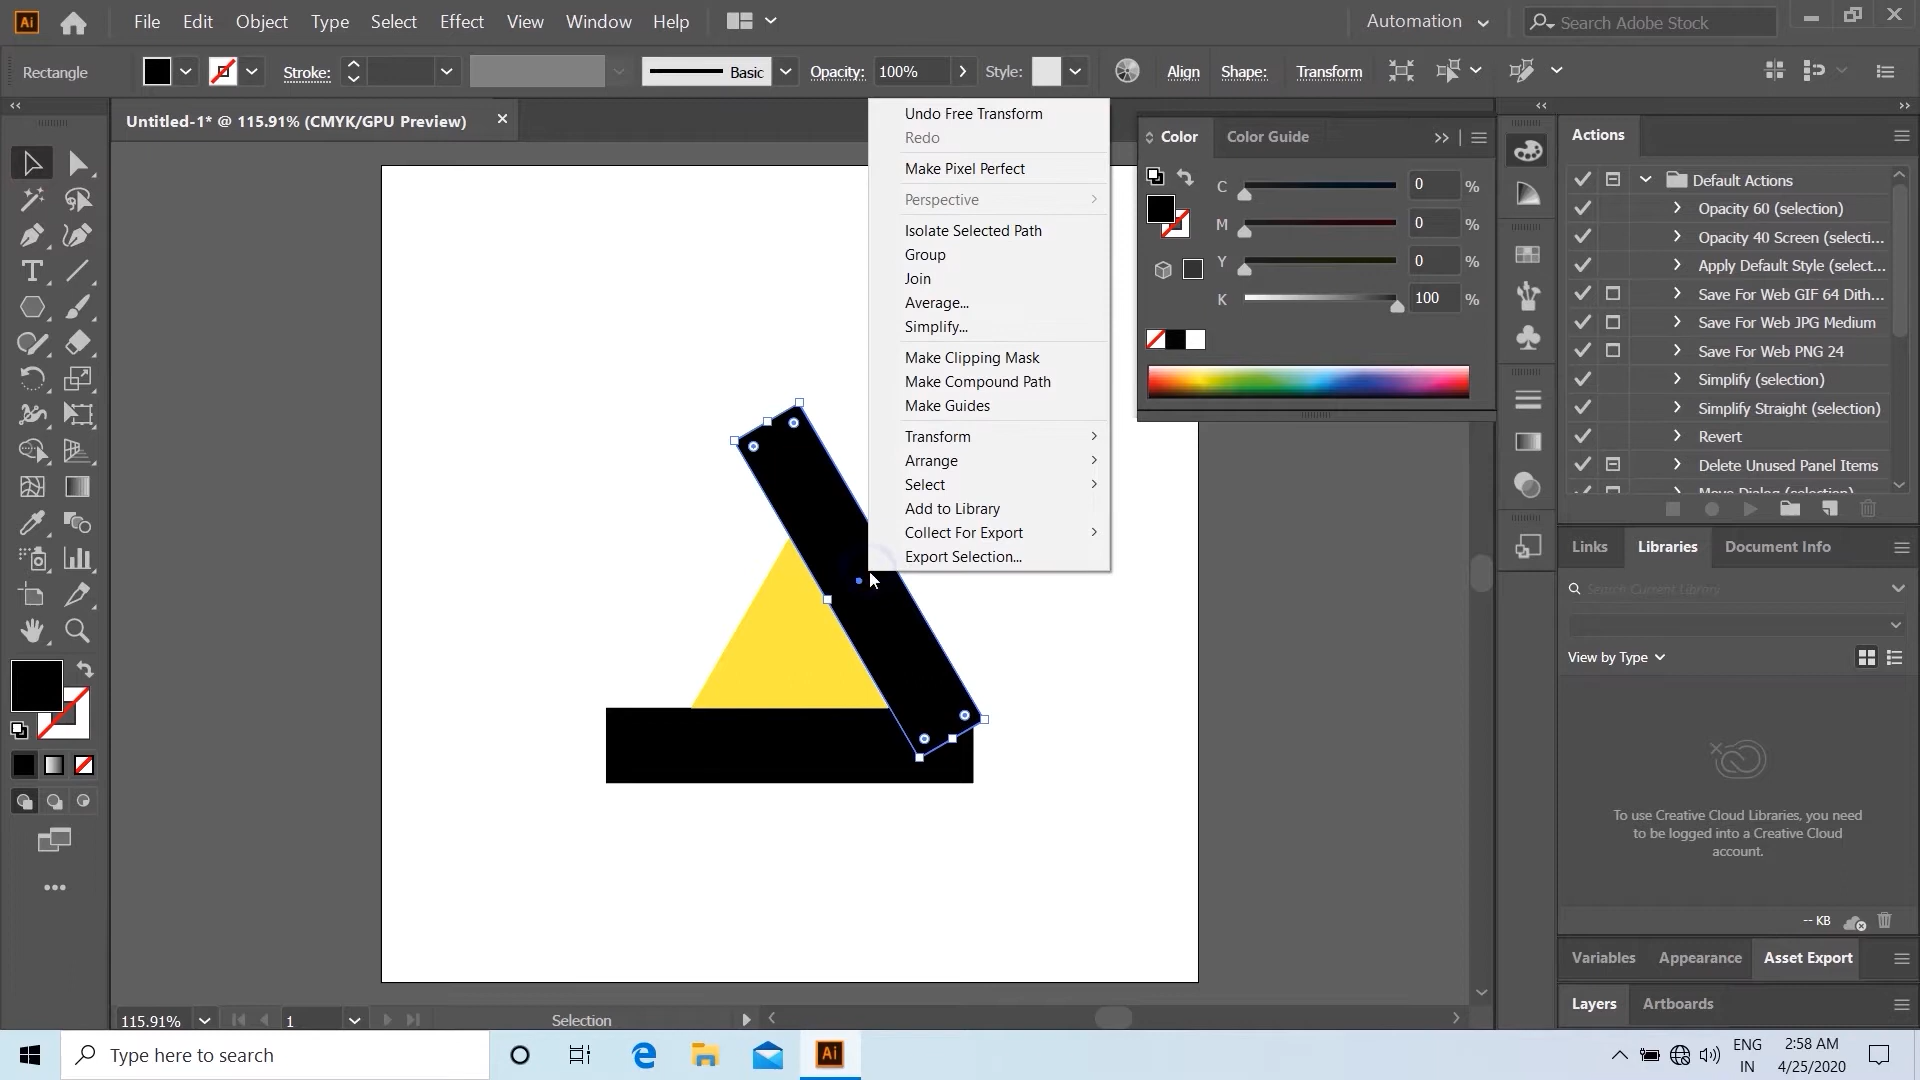 Ai
File Edit Object Type Select Effect View Window Help
Automation
Search Adobe Stock
Rectangle
Stroke:
Basic
Opacity: 100%
Style:
Align Shape: Transform
Untitled-1* @ 115.91% (CMYK/GPU Preview)
Undo Free Transform
Redo
Make Pixel Perfect
Perspective
Isolate Selected Path
Group
Join
Average...
Simplify...
Make Clipping Mask
Make Compound Path
Make Guides
Transform
Arrange
Select
Add to Library
Collect For Export
Export Selection...
Color Color Guide
C 0 %
M 0 %
Y 0 %
K 100 %
Actions
Default Actions
Opacity 60 (selection)
Opacity 40 Screen (selecti...
Apply Default Style (select...
Save For Web GIF 64 Dith...
Save For Web JPG Medium
Save For Web PNG 24
Simplify (selection)
Simplify Straight (selection)
Revert
Delete Unused Panel Items
Move Dialog (selection)
Links Libraries Document Info
Search Current Library
View by Type
To use Creative Cloud Libraries, you need
to be logged into a Creative Cloud
account.
-- KB
Variables Appearance Asset Export
Layers Artboards
115.91% 1 Selection
Type here to search
Ai
ENG
IN
2:58 AM
4/25/2020